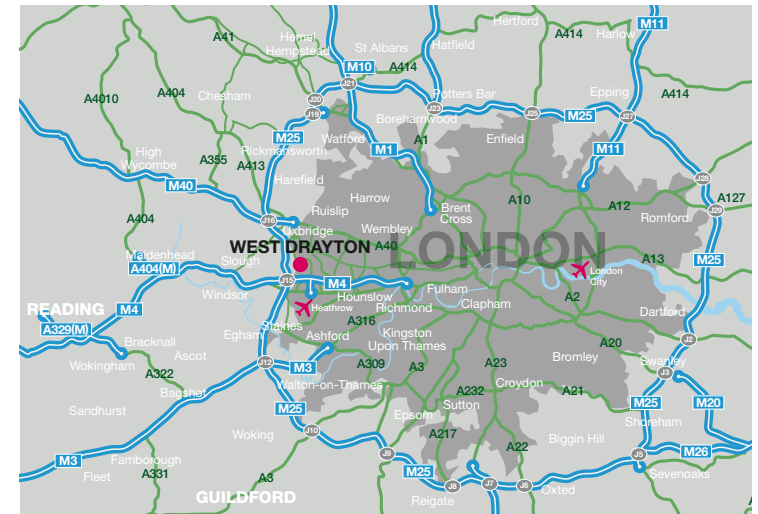 Hertford
M11
A41
Hemel
Hempstead
St Albans
Hatfield
A414
Harlow
M10
A414
J21
Potters Bar
Epping
A414
A4010
A404
Chesham
J20
J19
J23
J25
M25
J27
Borehamwood
Watford
M25
A1
Enfield
High
Wycombe
A355
A413
Rickmansworth
M1
M11
Harefield
J28
M40
Harrow
A10
A12
A127
J29
A404
J16
Ruislip
Brent
Cross
Romford
Uxbridge
Wembley
WEST DRAYTON
A40
LONDON
Maidenhead
A404(M)
Slough
A13
M25
London
City
J15
M4
Windsor
Hounslow
Fulham
A2
READING
M4
Heathrow
Richmond
Clapham
Dartford
A329(M)
Staines
A316
Egham
Ashford
Kingston
Upon Thames
A20
J2
Bracknell
Ascot
Wokingham
Bromley
Swanley
J12
M3
A309
A3
A23
J3
A322
Walton-on-Thames
A232
Croydon
A21
Bagshot
M25
Sutton
M25
M20
Sandhurst
Epsom
Shoreham
Woking
J10
A217
A22
Biggin Hill
M26
J9
J5
M3
Farnborough
Fleet
A331
A3
M25
Sevenoaks
J8
J7
J6
Oxted
GUILDFORD
Reigate